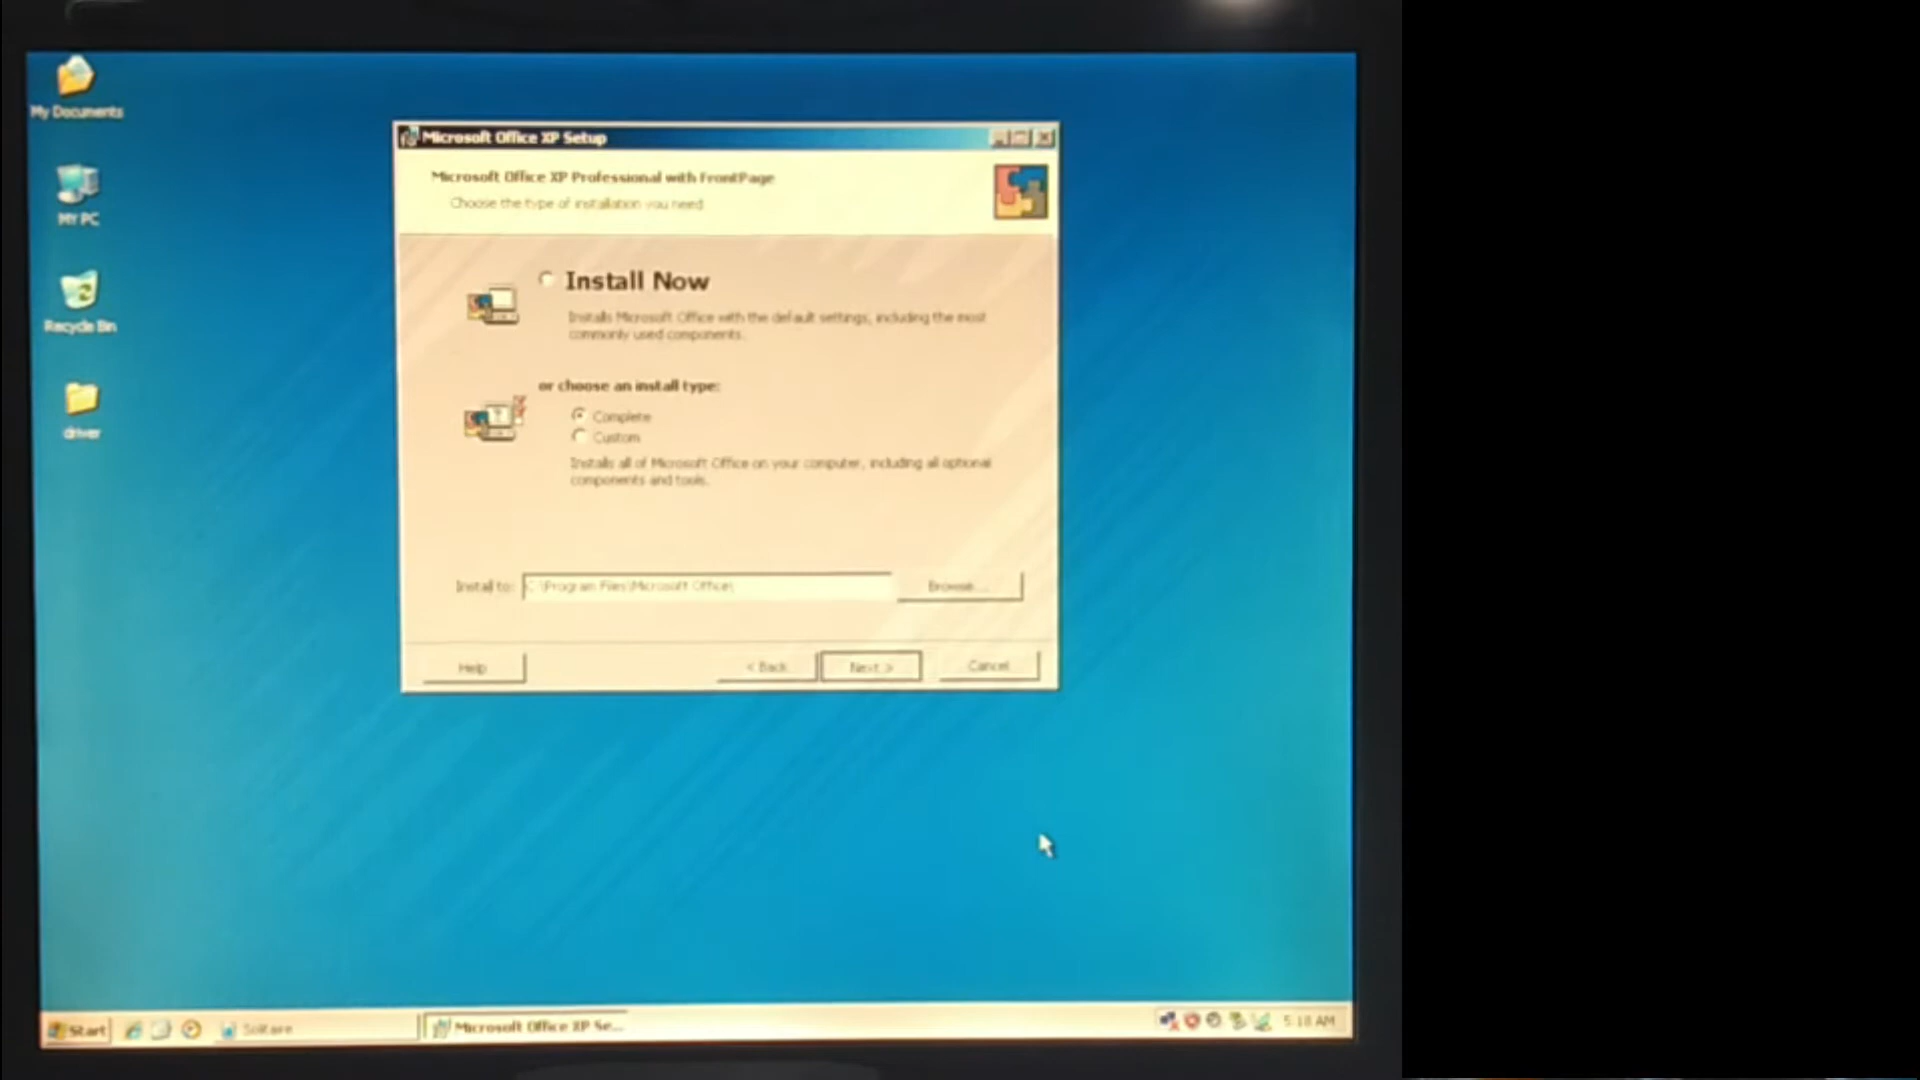 My Documents
MY PC
Recycle Bin
driver
Microsoft Office XP Setup
Microsoft Office XP Professional with FrontPage
Choose the type of installation you need
Install Now
Installs Microsoft Office with the default settings, including the most
commonly used components.
or choose an install type:
Complete
Custom
Installs all of Microsoft Office on your computer, including all optional
components and tools.
Install to:
C:\Program Files\Microsoft Office\
Browse...
Help
< Back
Next >
Cancel
Start
Solitaire
Microsoft Office XP Se...
5:18 AM